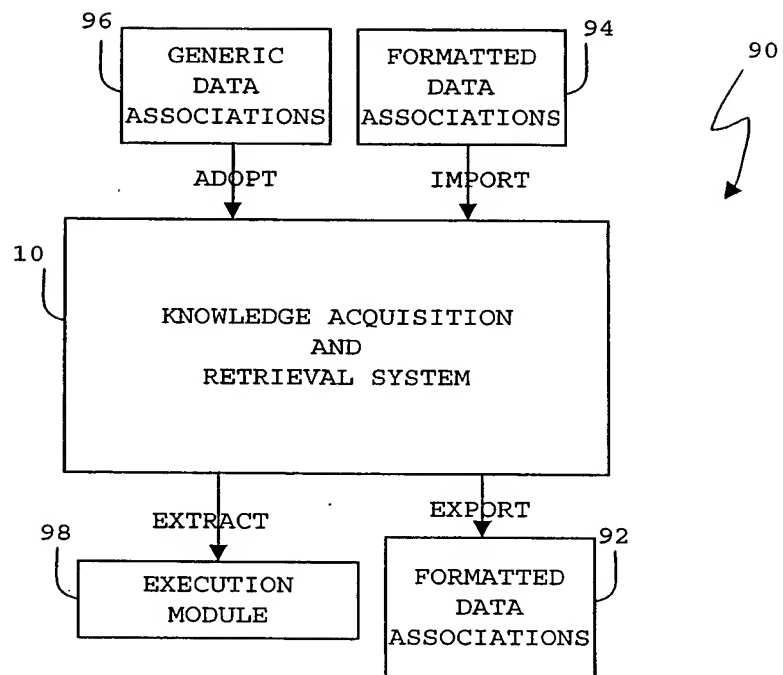 96
GENERIC
DATA
ASSOCIATIONS
94
FORMATTED
DATA
ASSOCIATIONS
90
ADOPT
IMPORT
10
KNOWLEDGE ACQUISITION
AND
RETRIEVAL SYSTEM
EXTRACT
EXPORT
98
EXECUTION
MODULE
92
FORMATTED
DATA
ASSOCIATIONS